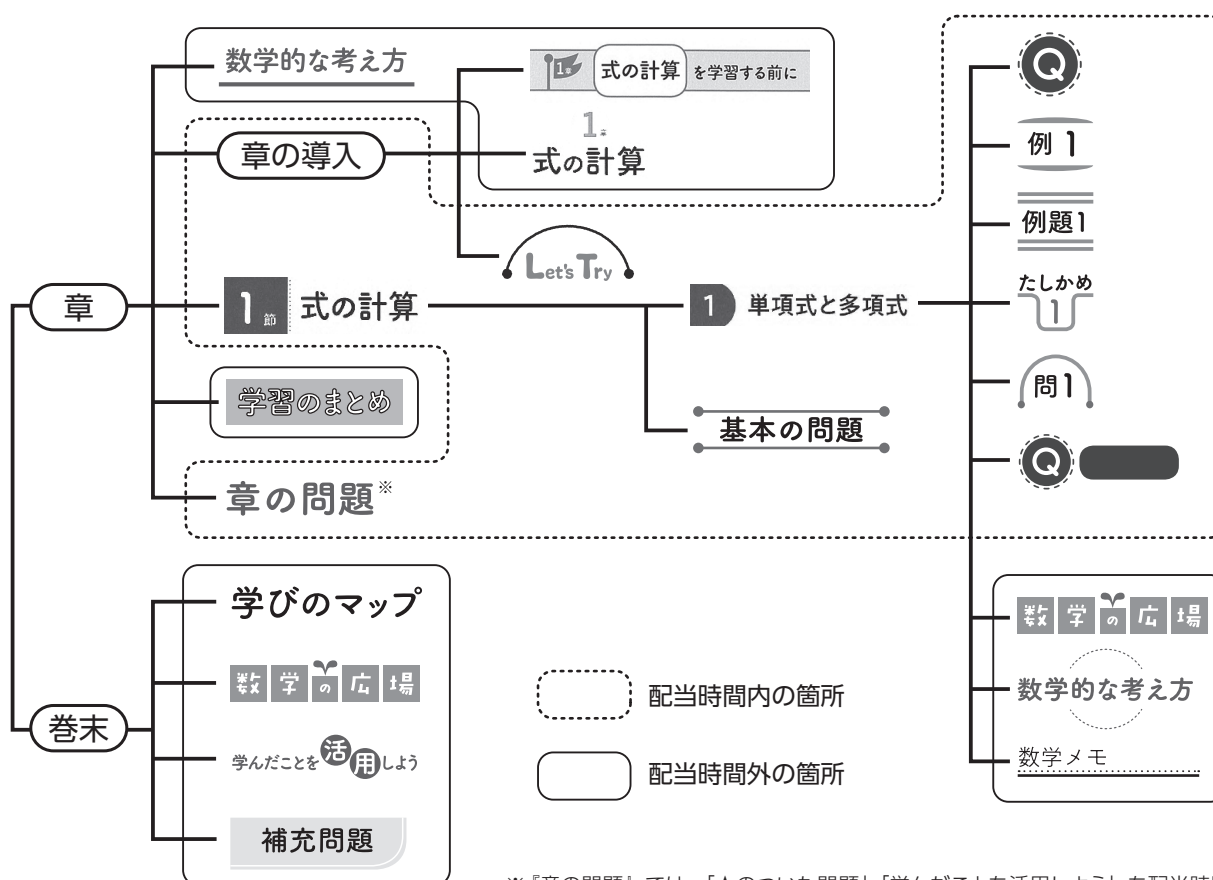 数学的な考え方
1章 式の計算 を学習する前に
1章
式の計算
章の導入
Let's Try
章
1節 式の計算
1 単項式と多項式
基本の問題
学習のまとめ
章の問題※
Q
例 1
例題1
たしかめ
1
問1
Q
巻末
学びのマップ
数学の広場
学んだことを活用しよう
補充問題
配当時間内の箇所
配当時間外の箇所
数学の広場
数学的な考え方
数学メモ